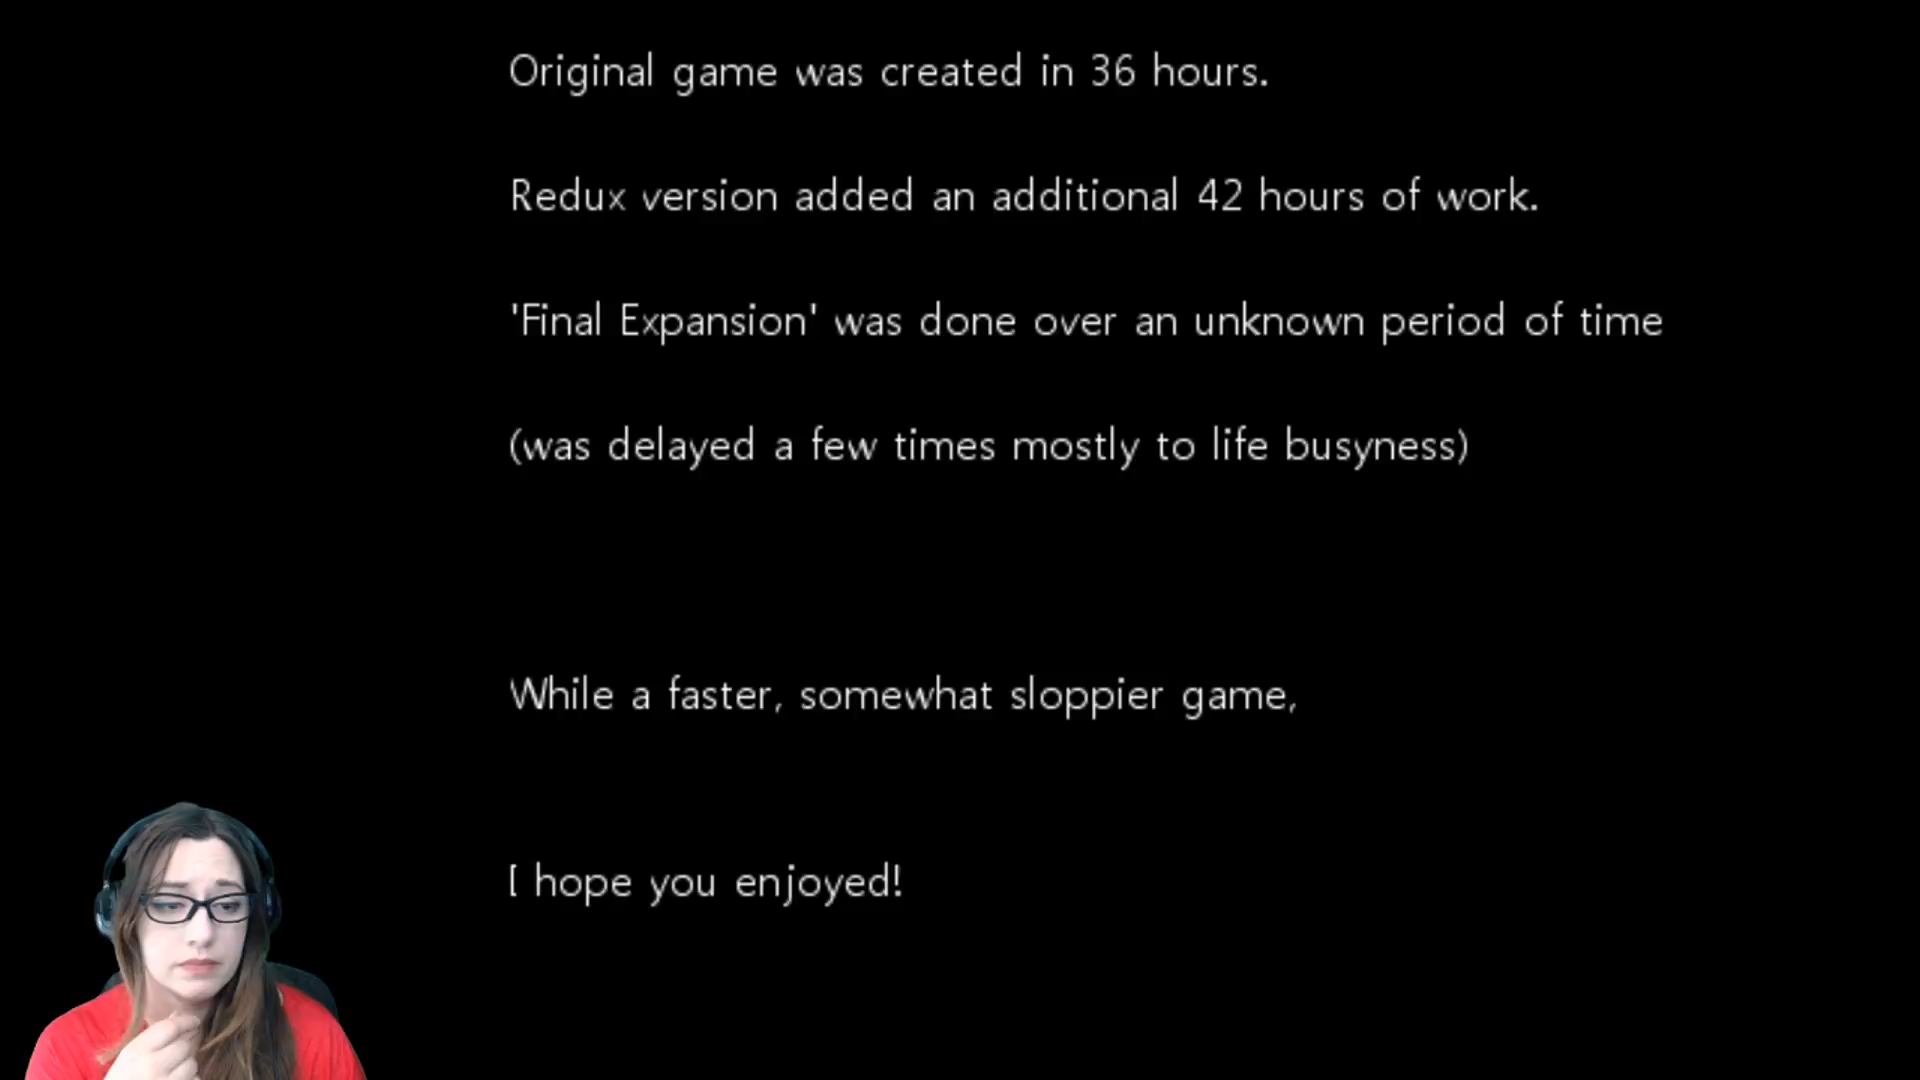 Original game was created in 36 hours.
Redux version added an additional 42 hours of work.
'Final Expansion' was done over an unknown period of time
(was delayed a few times mostly to life busyness)
While a faster, somewhat sloppier game,
I hope you enjoyed!